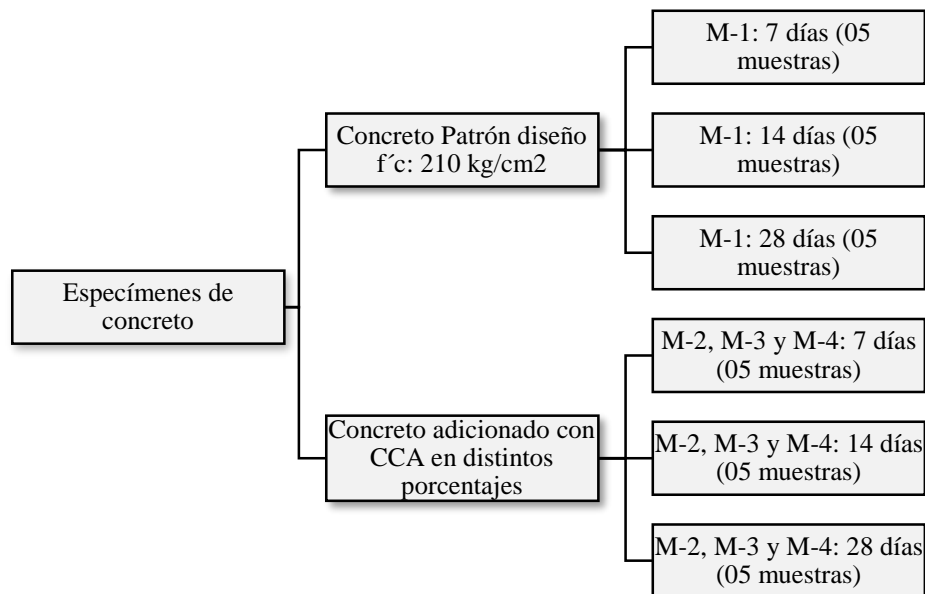 Especímenes de
concreto
Concreto Patrón diseño
f´c: 210 kg/cm2
M-1: 7 días (05
muestras)
M-1: 14 días (05
muestras)
M-1: 28 días (05
muestras)
Concreto adicionado con
CCA en distintos
porcentajes
M-2, M-3 y M-4: 7 días
(05 muestras)
M-2, M-3 y M-4: 14 días
(05 muestras)
M-2, M-3 y M-4: 28 días
(05 muestras)